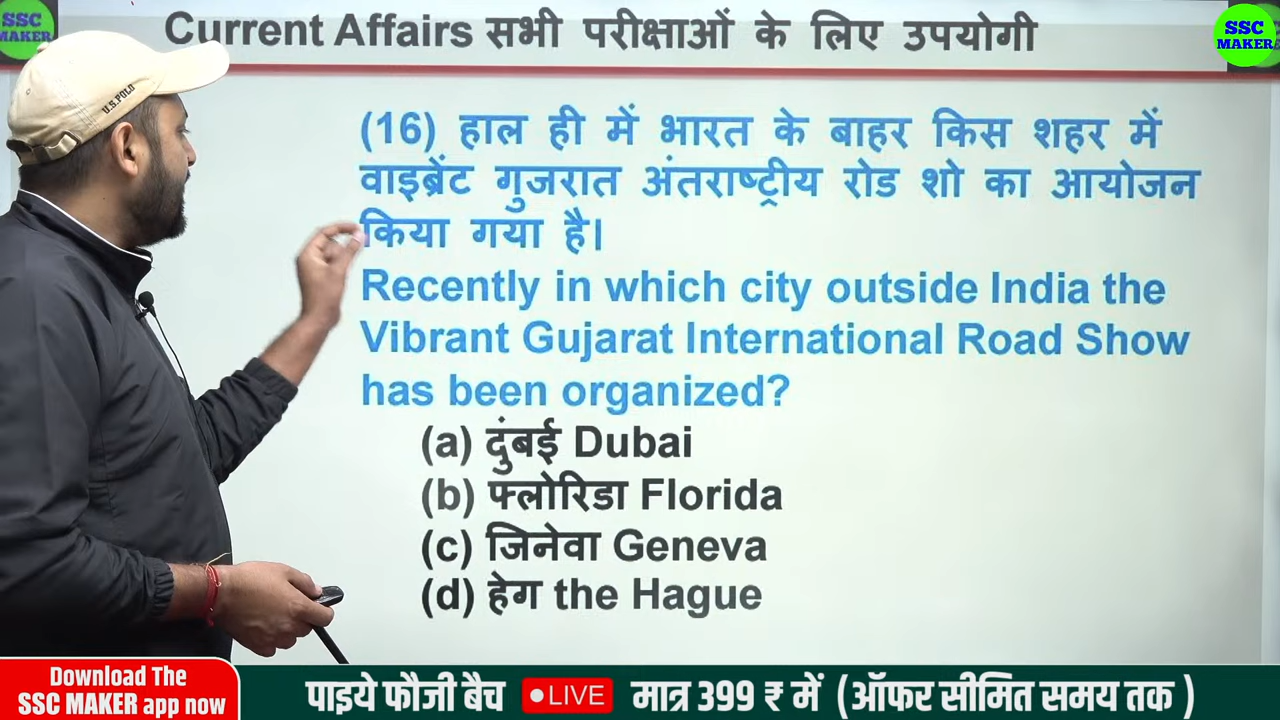 SSC
MAKER
Current Affairs सभी परीक्षाओं के लिए उपयोगी
SSC
MAKER
U.S.POLO
(16) हाल ही में भारत के बाहर किस शहर में
वाइब्रेंट गुजरात अंतराष्ट्रीय रोड शो का आयोजन
किया गया है।
Recently in which city outside India the
Vibrant Gujarat International Road Show
has been organized?
(a) दुंबई Dubai
(b) फ्लोरिडा Florida
(c) जिनेवा Geneva
(d) हेग the Hague
Download The
SSC MAKER app now
पाइये फौजी बैच LIVE मात्र 399 ₹ में (ऑफर सीमित समय तक )